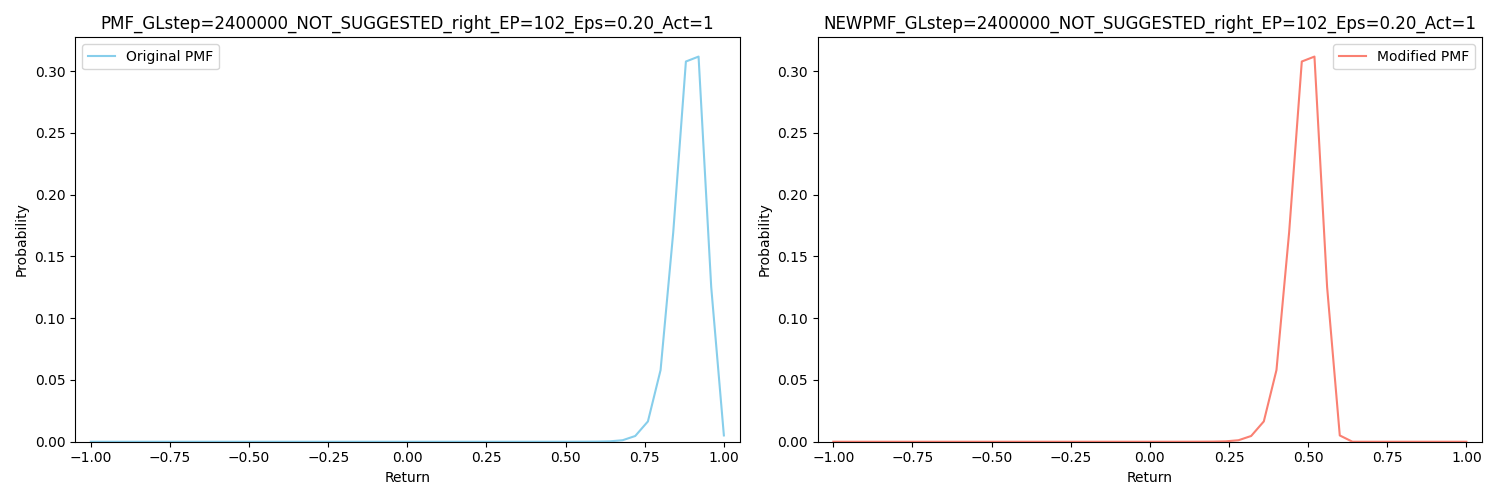 PMF_GLstep=2400000_NOT_SUGGESTED_right_EP=102_Eps=0.20_Act=1
Original PMF
Probability
0.30
0.25
0.20
0.15
0.10
0.05
0.00
−1.00 −0.75 −0.50 −0.25 0.00 0.25 0.50 0.75 1.00
Return
NEWPMF_GLstep=2400000_NOT_SUGGESTED_right_EP=102_Eps=0.20_Act=1
Modified PMF
Probability
0.30
0.25
0.20
0.15
0.10
0.05
0.00
−1.00 −0.75 −0.50 −0.25 0.00 0.25 0.50 0.75 1.00
Return